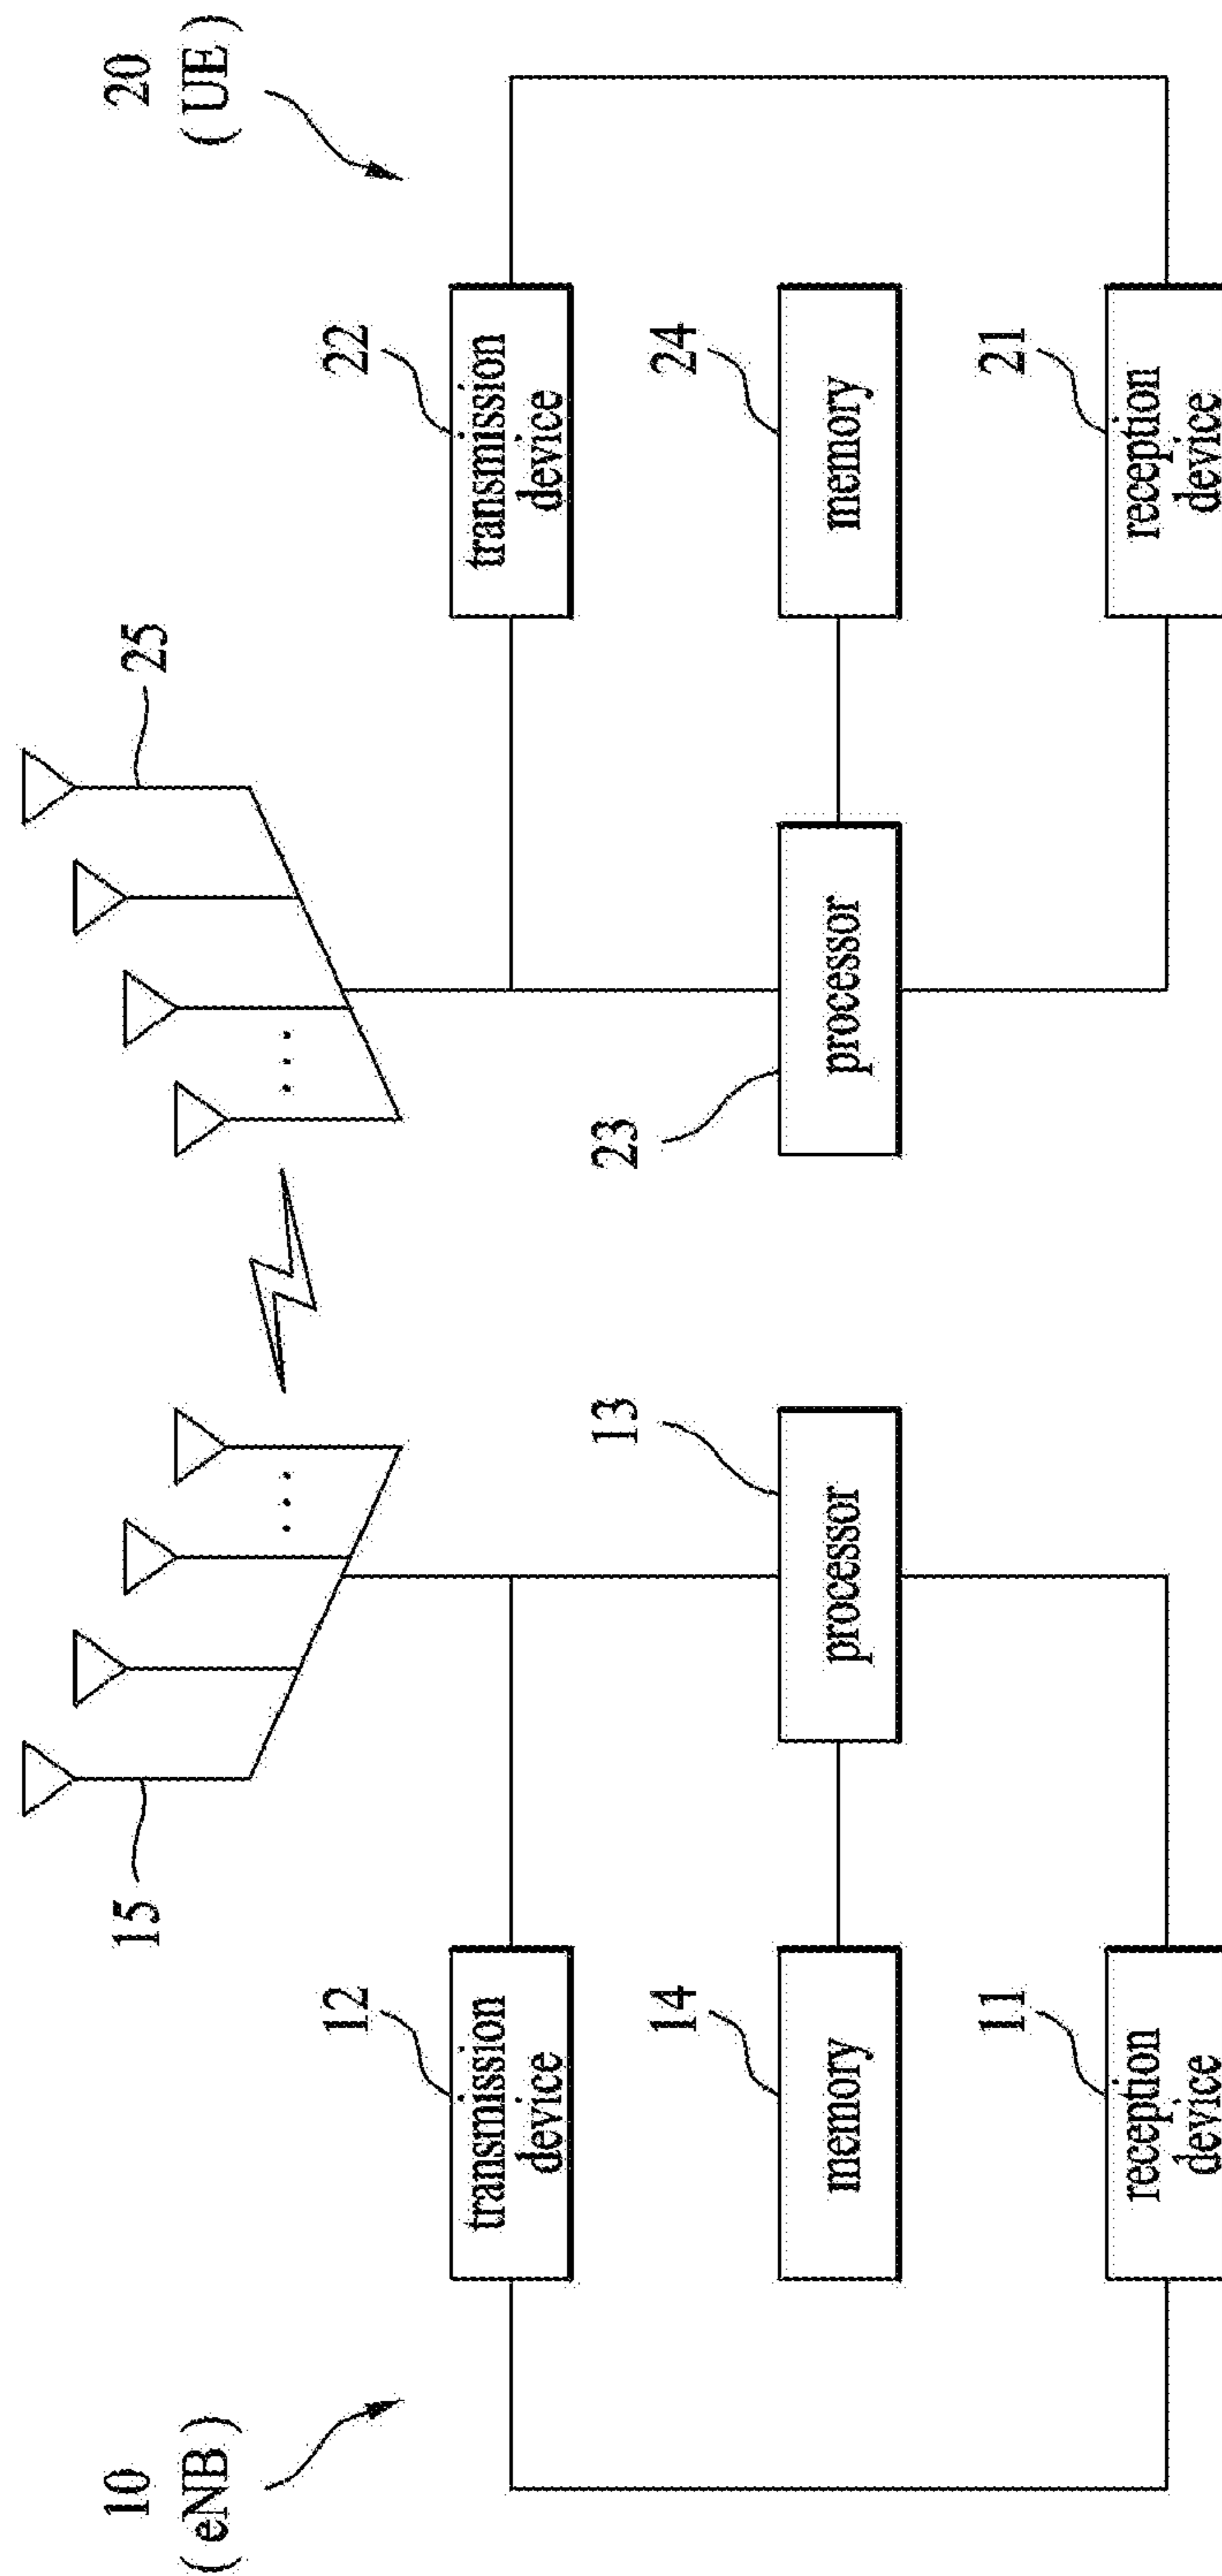 10
( eNB )
15
25
20
( UE )
12
transmission
device
22
transmission
device
13
23
14
memory
processor
processor
24
memory
11
reception
device
21
reception
device